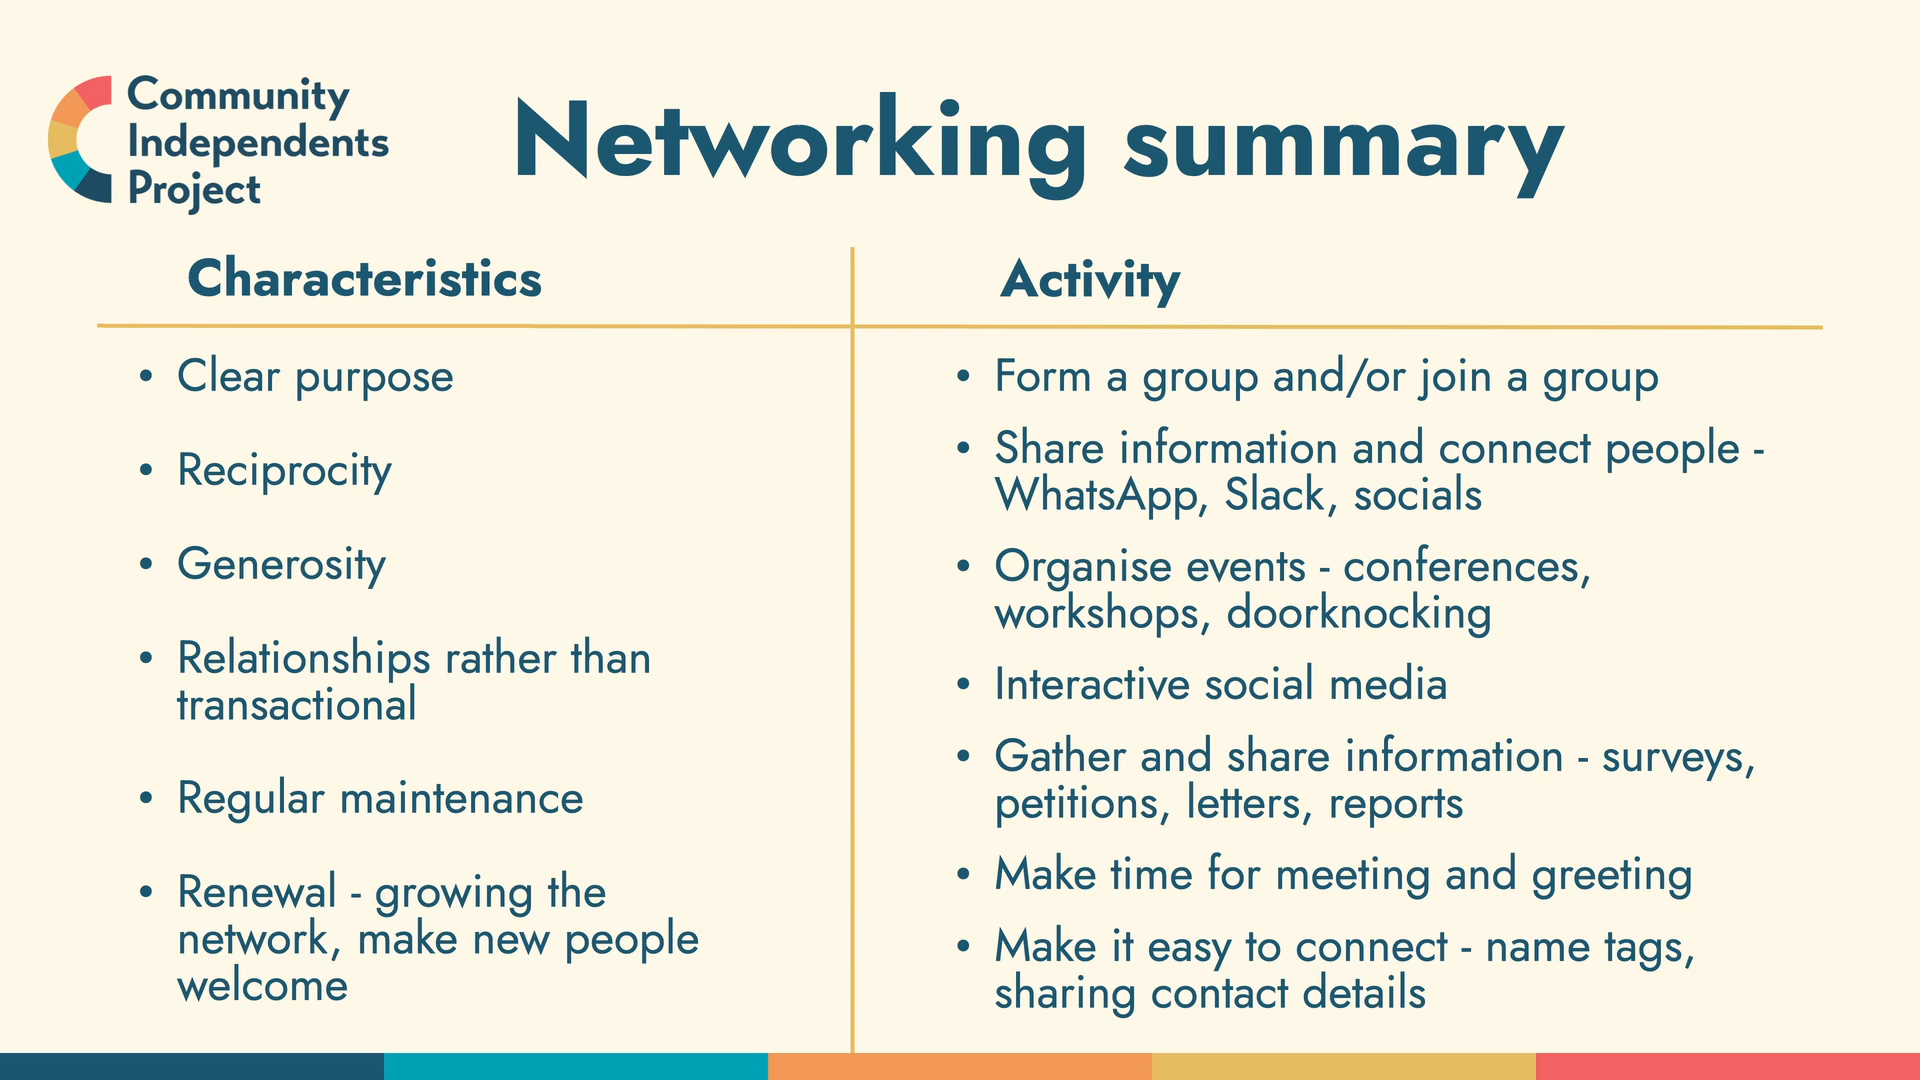 Community
Independents
Project
Networking summary
Characteristics
• Clear purpose
• Reciprocity
• Generosity
• Relationships rather than
transactional
• Regular maintenance
• Renewal - growing the
network, make new people
welcome
Activity
• Form a group and/or join a group
• Share information and connect people -
WhatsApp, Slack, socials
• Organise events - conferences,
workshops, doorknocking
• Interactive social media
• Gather and share information - surveys,
petitions, letters, reports
• Make time for meeting and greeting
• Make it easy to connect - name tags,
sharing contact details